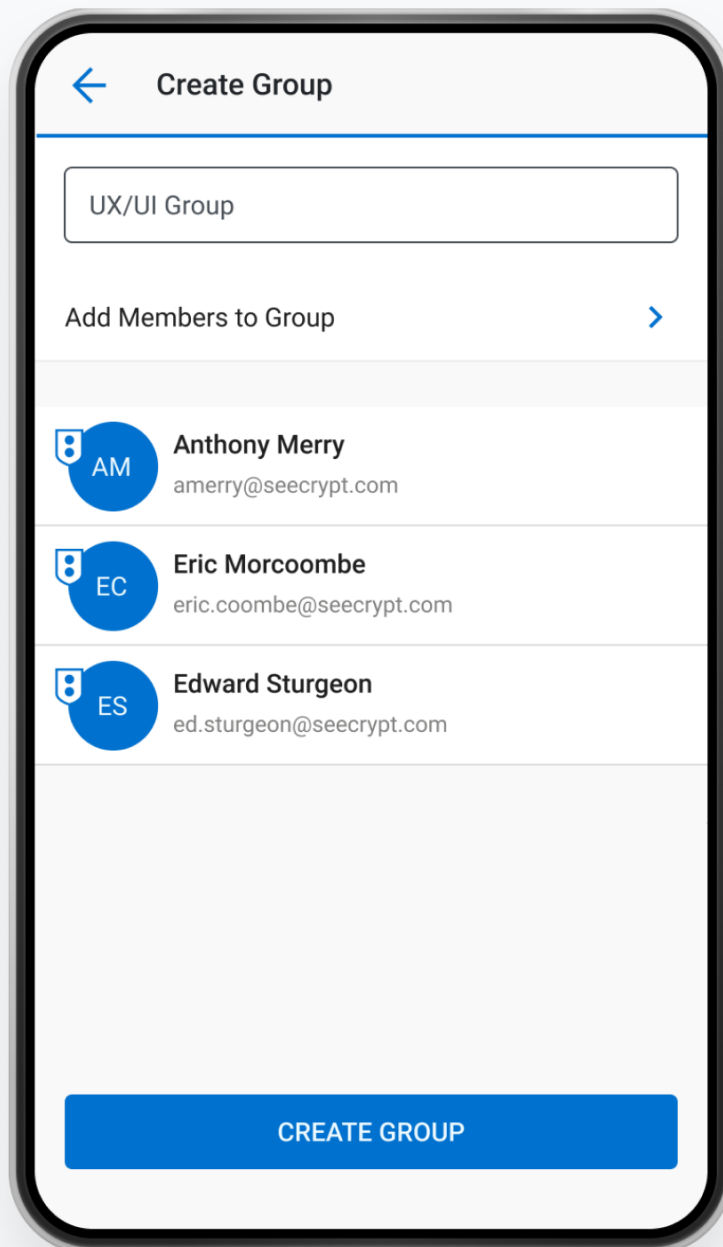 Create Group
UX/UI Group
Add Members to Group
AM
Anthony Merry
amerry@seecrypt.com
EC
Eric Morcoombe
eric.coombe@seecrypt.com
ES
Edward Sturgeon
ed.sturgeon@seecrypt.com
CREATE GROUP